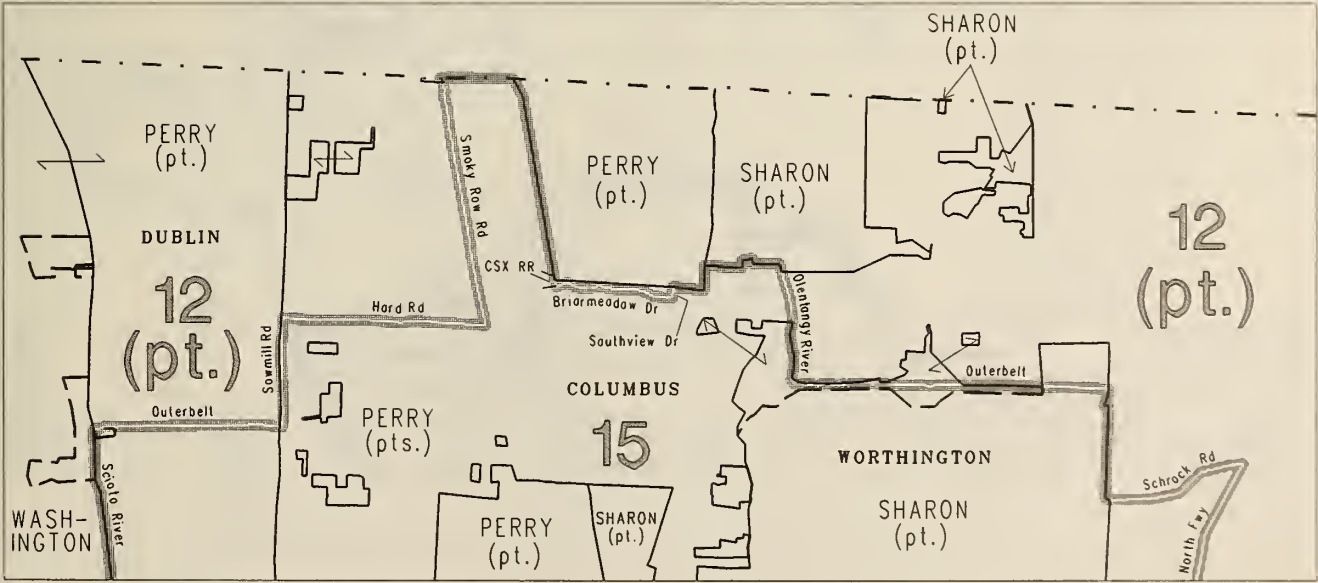 SHARON
(pt.)
PERRY
(pt.)
Smoky Row Rd
PERRY
(pt.)
SHARON
(pt.)
12
(pt.)
DUBLIN
12
(pt.)
CSX RR
Briarmeadow Dr
Southview Dr
Olentangy River
Hard Rd
Sawmill Rd
COLUMBUS
15
Outerbelt
Outerbelt
PERRY
(pts.)
WORTHINGTON
SHARON
(pt.)
Schrock Rd
North Fwy
Scioto River
WASH-
INGTON
PERRY
(pt.)
SHARON
(pt.)